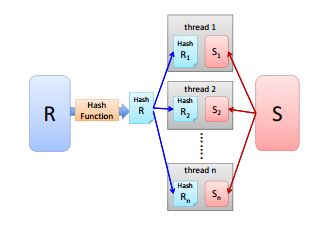 R
Hash
Function
Hash
R
thread 1
Hash
R1
S1
thread 2
Hash
R2
S2
thread n
Hash
Rn
Sn
S